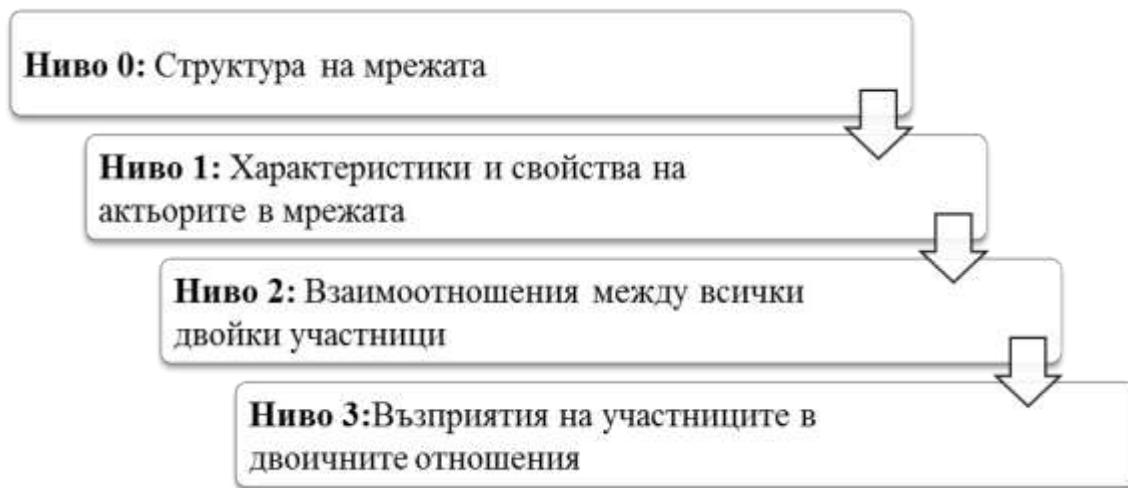 Ниво 0: Структура на мрежата
Ниво 1: Характеристики и свойства на
актьорите в мрежата
Ниво 2: Взаимоотношения между всички
двойки участници
Ниво 3:Възприятия на участниците в
двоичните отношения